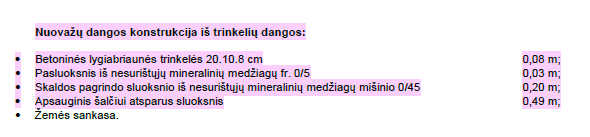 Nuovažų dangos konstrukcija iš trinkelių dangos:
• Betoninės lygiabriaunės trinkelės 20.10.8 cm 0,08 m;
• Pasluoksnis iš nesurištųjų mineralinių medžiagų fr. 0/5 0,03 m;
• Skaldos pagrindo sluoksnio iš nesurištųjų mineralinių medžiagų mišinio 0/45 0,20 m;
• Apsauginis šalčiui atsparus sluoksnis 0,49 m;
• Žemės sankasa.